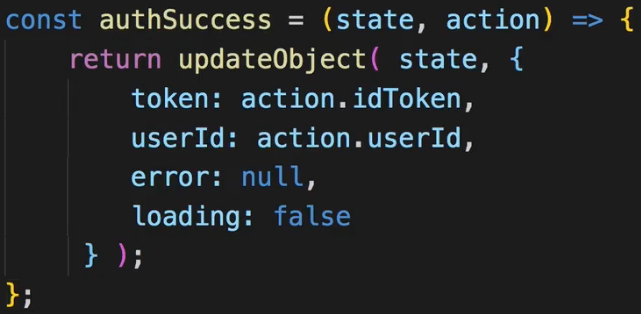 const authSuccess = (state, action) => {
    return updateObject( state, {
        token: action.idToken,
        userId: action.userId,
        error: null,
        loading: false
     } );
};